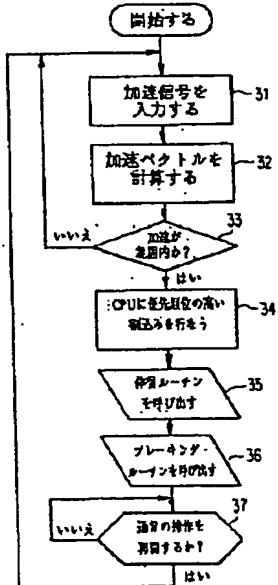 開始する
加速信号を
入力する
31
加速ベクトルを
計算する
32
加速が
範囲内か?
33
いいえ
はい
CPUに優先順位の高い
割込みを行なう
34
ルーチン
を呼び出す
35
ブレーキング・
ルーチンを呼び出す
36
通常の操作を
再開するか?
37
いいえ
はい